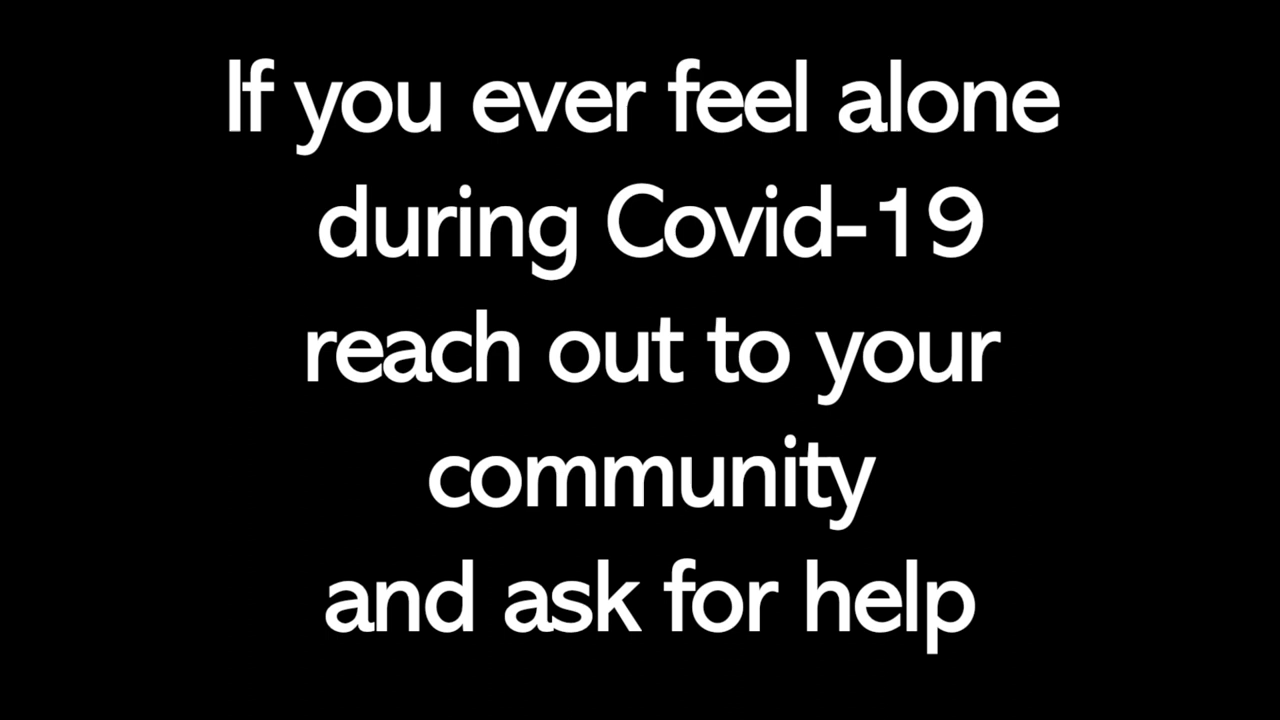 If you ever feel alone
during Covid-19
reach out to your
community
and ask for help